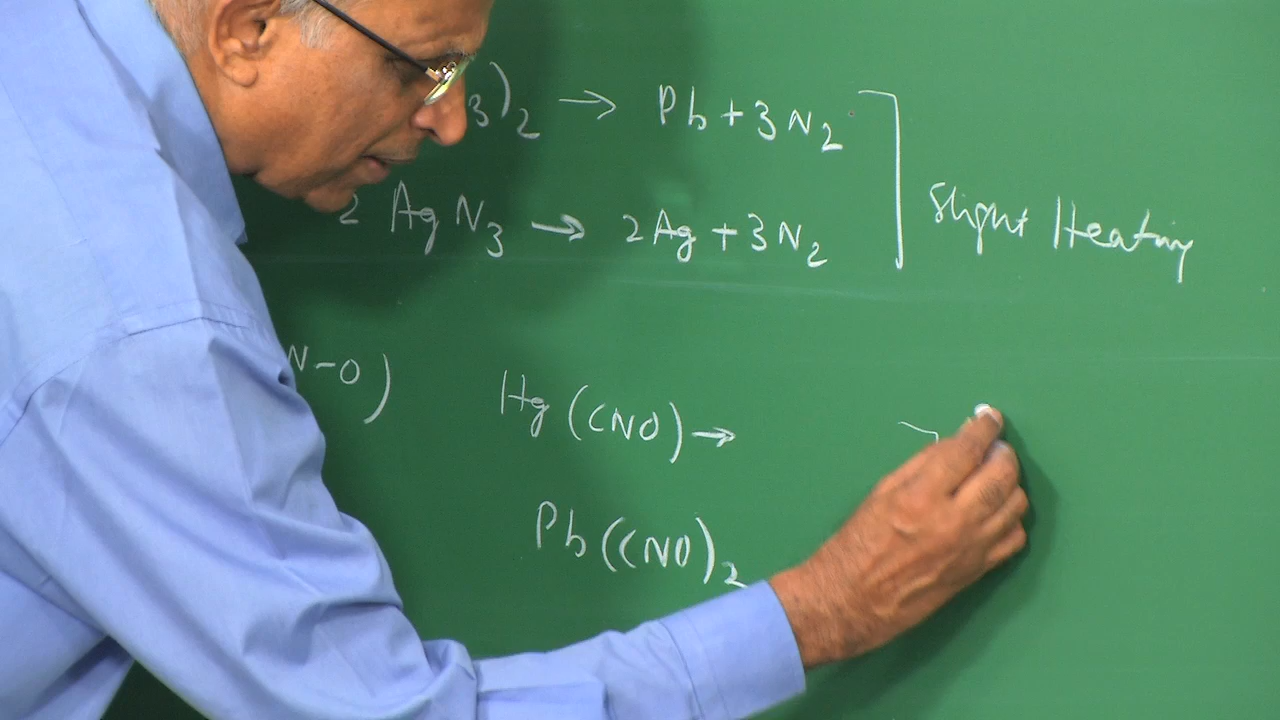 3)₂ → Pb + 3N₂
2 AgN₃ → 2Ag + 3N₂
Slight Heating
N-O)
Hg (CNO) →
Pb (CNO)₂